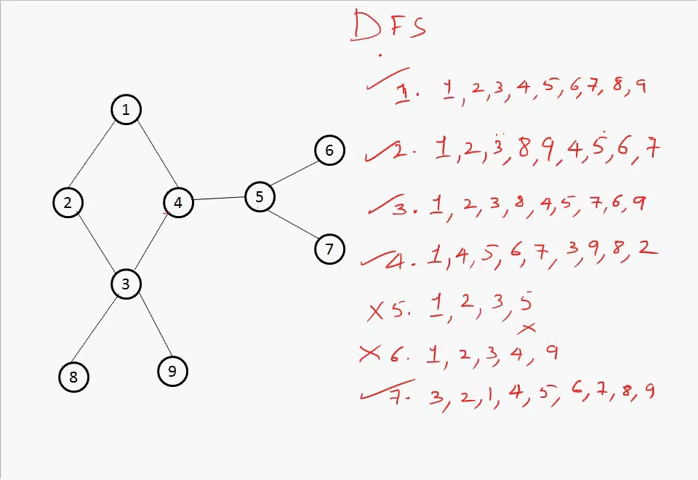 DFS
1. 1, 2, 3, 4, 5, 6, 7, 8, 9
2. 1, 2, 3, 8, 9, 4, 5, 6, 7
3. 1, 2, 3, 8, 4, 5, 7, 6, 9
4. 1, 4, 5, 6, 7, 3, 9, 8, 2
X 5. 1, 2, 3, 5
X
X 6. 1, 2, 3, 4, 9
7. 3, 2, 1, 4, 5, 6, 7, 8, 9
1
2
4
5
6
7
3
8
9